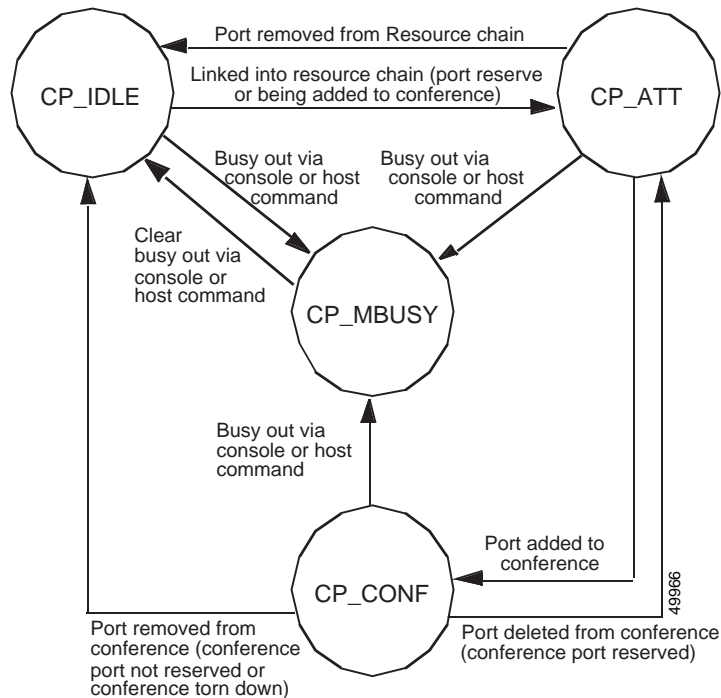 Port removed from Resource chain
CP_IDLE
Linked into resource chain (port reserve
or being added to conference)
CP_ATT
Busy out via
console or host
command
Busy out via
console or host
command
Clear
busy out via
console or
host command
CP_MBUSY
Busy out via
console or host
command
Port added to
conference
CP_CONF
49966
Port removed from
conference (conference
port not reserved or
conference torn down)
Port deleted from conference
(conference port reserved)